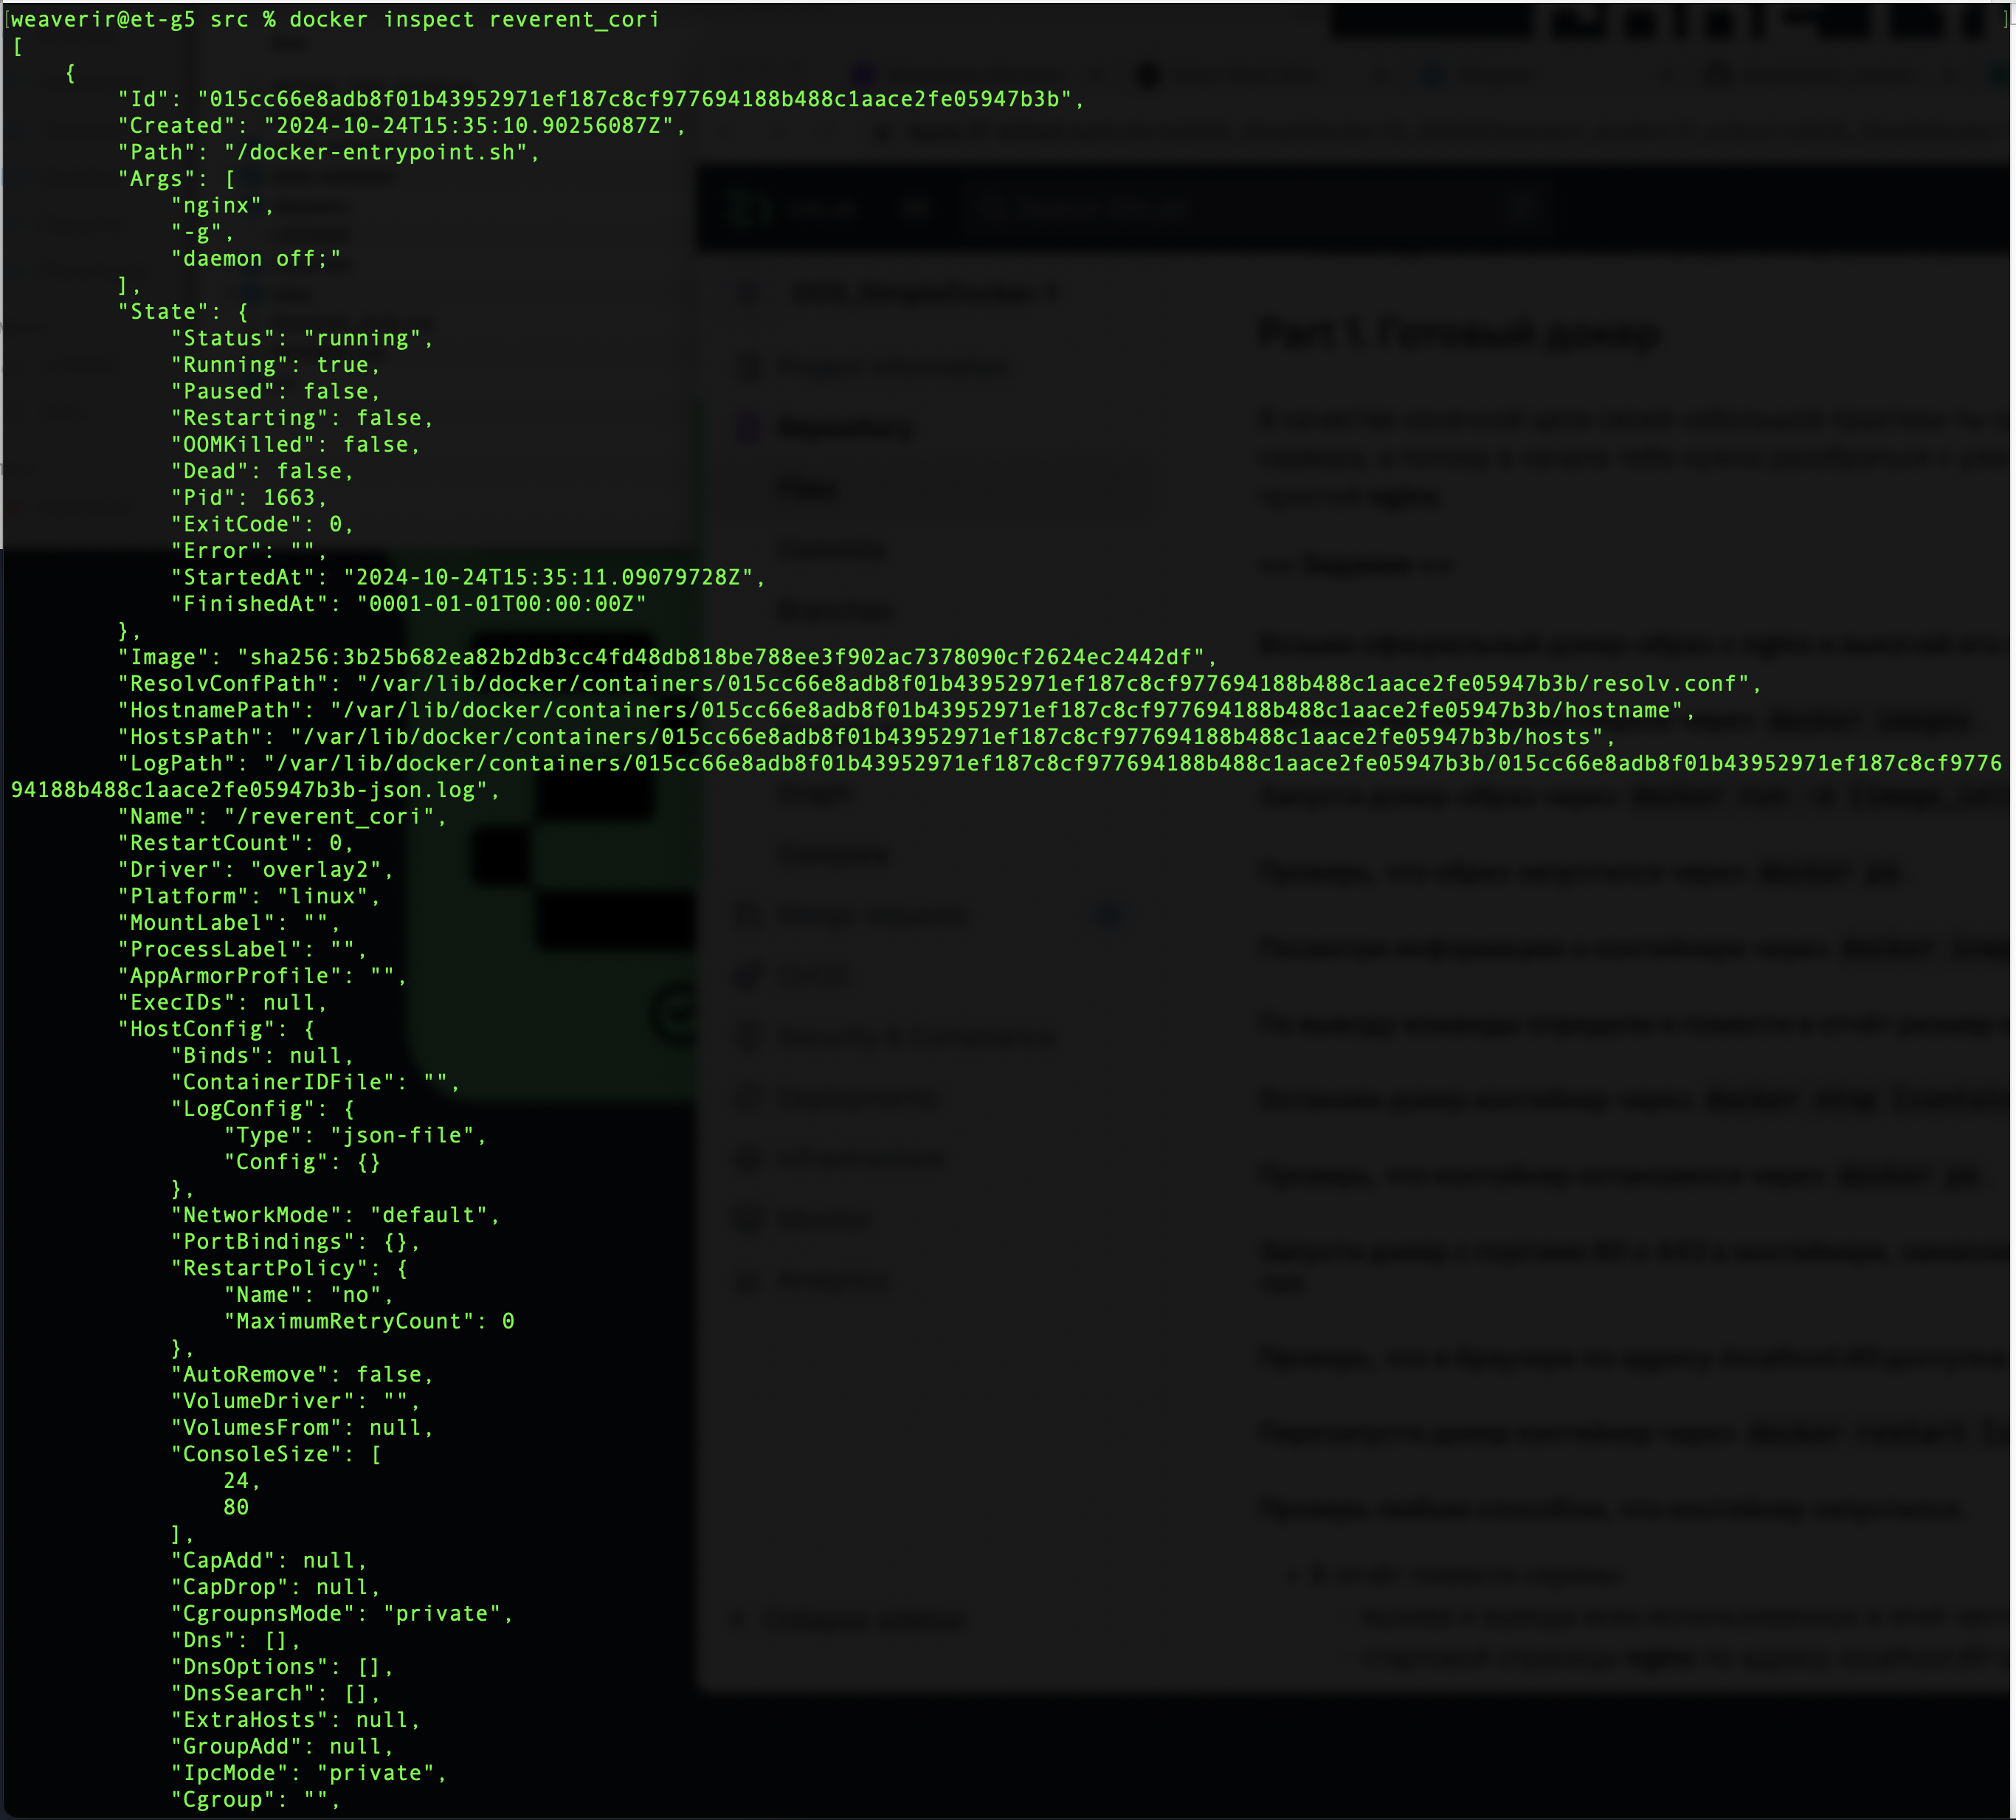 weaverir@et-g5 src % docker inspect reverent_cori
[
    {
        "Id": "015cc66e8adb8f01b43952971ef187c8cf977694188b488c1aace2fe05947b3b",
        "Created": "2024-10-24T15:35:10.90256087Z",
        "Path": "/docker-entrypoint.sh",
        "Args": [
            "nginx",
            "-g",
            "daemon off;"
        ],
        "State": {
            "Status": "running",
            "Running": true,
            "Paused": false,
            "Restarting": false,
            "OOMKilled": false,
            "Dead": false,
            "Pid": 1663,
            "ExitCode": 0,
            "Error": "",
            "StartedAt": "2024-10-24T15:35:11.09079728Z",
            "FinishedAt": "0001-01-01T00:00:00Z"
        },
        "Image": "sha256:3b25b682ea82b2db3cc4fd48db818be788ee3f902ac7378090cf2624ec2442df",
        "ResolvConfPath": "/var/lib/docker/containers/015cc66e8adb8f01b43952971ef187c8cf977694188b488c1aace2fe05947b3b/resolv.conf",
        "HostnamePath": "/var/lib/docker/containers/015cc66e8adb8f01b43952971ef187c8cf977694188b488c1aace2fe05947b3b/hostname",
        "HostsPath": "/var/lib/docker/containers/015cc66e8adb8f01b43952971ef187c8cf977694188b488c1aace2fe05947b3b/hosts",
        "LogPath": "/var/lib/docker/containers/015cc66e8adb8f01b43952971ef187c8cf977694188b488c1aace2fe05947b3b/015cc66e8adb8f01b43952971ef187c8cf9776
94188b488c1aace2fe05947b3b-json.log",
        "Name": "/reverent_cori",
        "RestartCount": 0,
        "Driver": "overlay2",
        "Platform": "linux",
        "MountLabel": "",
        "ProcessLabel": "",
        "AppArmorProfile": "",
        "ExecIDs": null,
        "HostConfig": {
            "Binds": null,
            "ContainerIDFile": "",
            "LogConfig": {
                "Type": "json-file",
                "Config": {}
            },
            "NetworkMode": "default",
            "PortBindings": {},
            "RestartPolicy": {
                "Name": "no",
                "MaximumRetryCount": 0
            },
            "AutoRemove": false,
            "VolumeDriver": "",
            "VolumesFrom": null,
            "ConsoleSize": [
                24,
                80
            ],
            "CapAdd": null,
            "CapDrop": null,
            "CgroupnsMode": "private",
            "Dns": [],
            "DnsOptions": [],
            "DnsSearch": [],
            "ExtraHosts": null,
            "GroupAdd": null,
            "IpcMode": "private",
            "Cgroup": "",
Part 1. Готовый докер
Repository